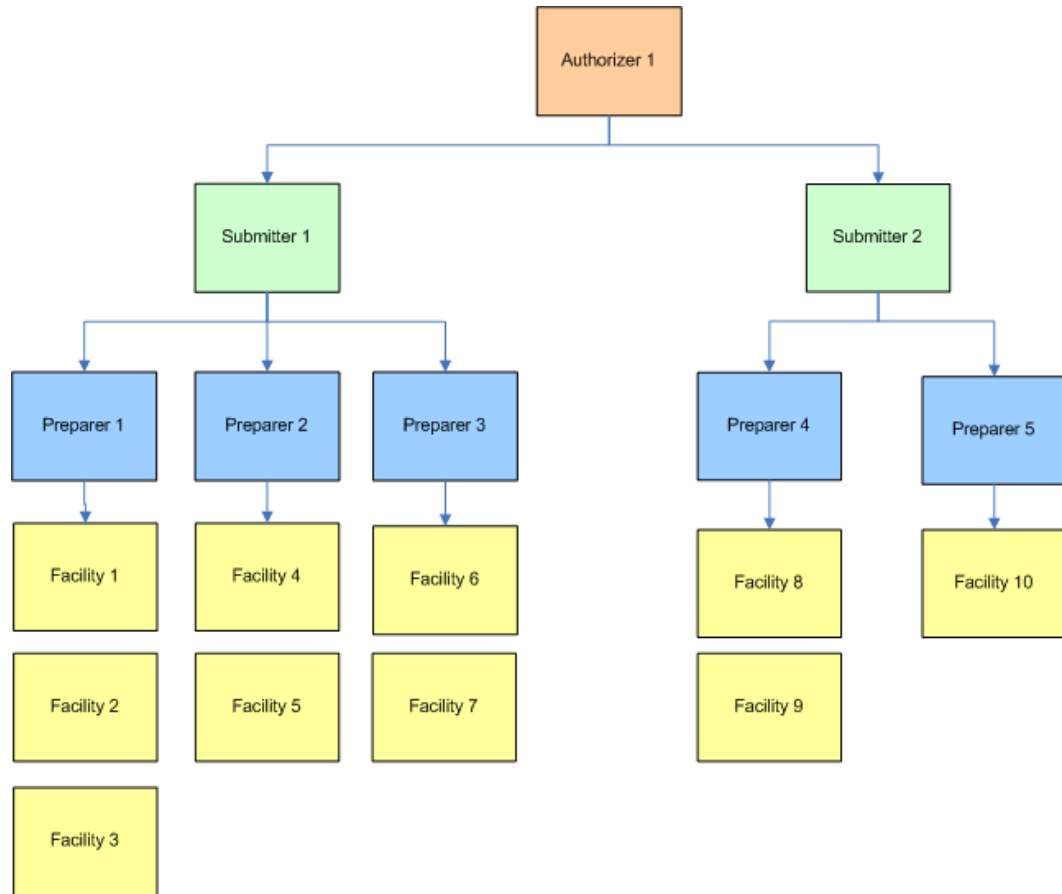 Authorizer 1
Submitter 1
Submitter 2
Preparer 1
Preparer 2
Preparer 3
Preparer 4
Preparer 5
Facility 1
Facility 4
Facility 6
Facility 8
Facility 10
Facility 2
Facility 5
Facility 7
Facility 9
Facility 3